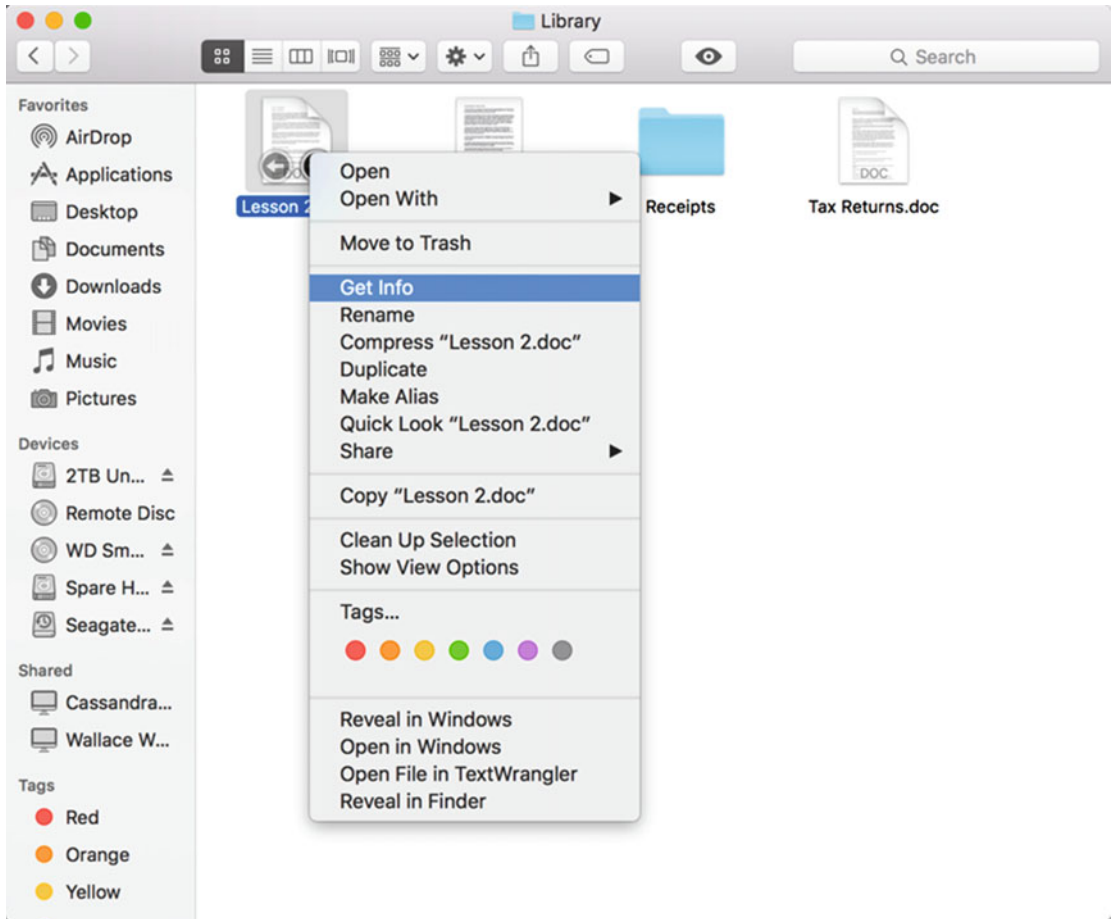 Library
Search
Favorites
AirDrop
Applications
Desktop
Documents
Downloads
Movies
Music
Pictures
Devices
2TB Un...
Remote Disc
WD Sm...
Spare H...
Seagate...
Shared
Cassandra...
Wallace W...
Tags
Red
Orange
Yellow
Lesson 2
Receipts
DOC
Tax Returns.doc
Open
Open With
Move to Trash
Get Info
Rename
Compress “Lesson 2.doc”
Duplicate
Make Alias
Quick Look “Lesson 2.doc”
Share
Copy “Lesson 2.doc”
Clean Up Selection
Show View Options
Tags...
Reveal in Windows
Open in Windows
Open File in TextWrangler
Reveal in Finder